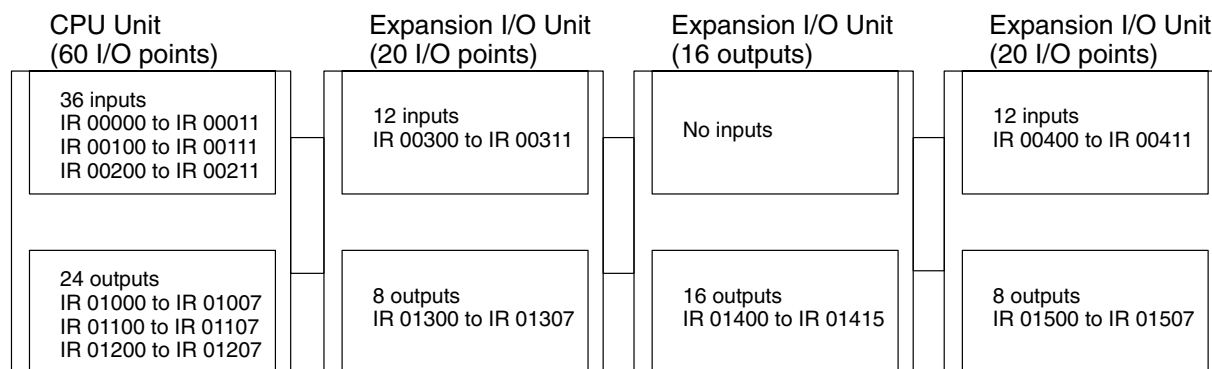 CPU Unit
(60 I/O points)
36 inputs
IR 00000 to IR 00011
IR 00100 to IR 00111
IR 00200 to IR 00211
24 outputs
IR 01000 to IR 01007
IR 01100 to IR 01107
IR 01200 to IR 01207
Expansion I/O Unit
(20 I/O points)
12 inputs
IR 00300 to IR 00311
8 outputs
IR 01300 to IR 01307
Expansion I/O Unit
(16 outputs)
No inputs
16 outputs
IR 01400 to IR 01415
Expansion I/O Unit
(20 I/O points)
12 inputs
IR 00400 to IR 00411
8 outputs
IR 01500 to IR 01507